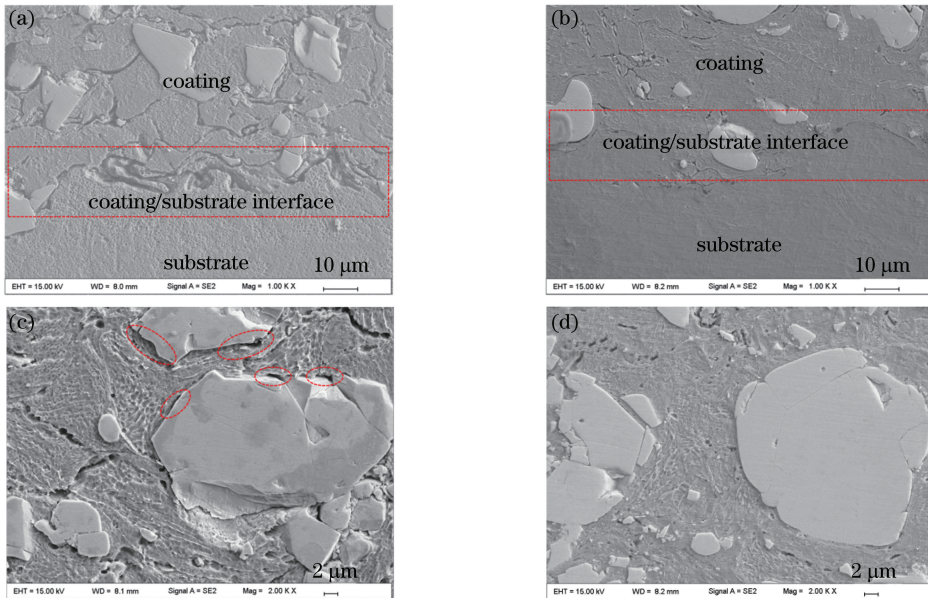 (a)
coating
coating/substrate interface
substrate
10 μm
EHT = 15.00 kV WD = 8.0 mm Signal A = SE2 Mag = 1.00 K X
(b)
coating
coating/substrate interface
substrate
10 μm
EHT = 15.00 kV WD = 8.2 mm Signal A = SE2 Mag = 1.00 K X
(c)
2 μm
EHT = 15.00 kV WD = 8.1 mm Signal A = SE2 Mag = 2.00 K X
(d)
2 μm
EHT = 15.00 kV WD = 8.2 mm Signal A = SE2 Mag = 2.00 K X